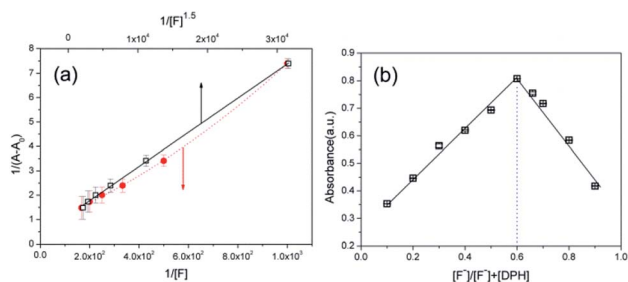 1/[F]^1.5
0 1x10^4 2x10^4 3x10^4
(a)
8
7
6
5
4
3
2
1
0
1/(A-A_0)
0.0 2.0x10^2 4.0x10^2 6.0x10^2 8.0x10^2 1.0x10^3
1/[F]
(b)
0.9
0.8
0.7
0.6
0.5
0.4
0.3
0.2
Absorbance(a.u.)
0.0 0.2 0.4 0.6 0.8 1.0
[F^-]/[F^-]+[DPH]